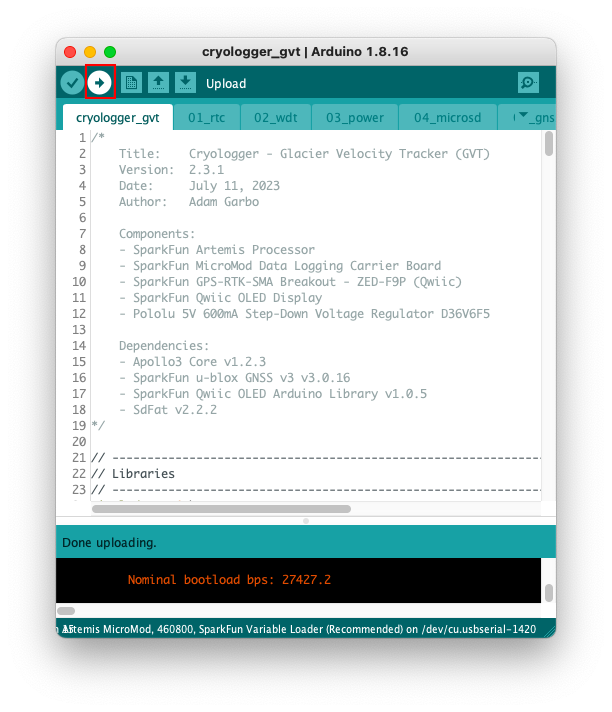 cryologger_gvt | Arduino 1.8.16
Upload
cryologger_gvt 01_rtc 02_wdt 03_power 04_microsd _gns
1 /*
2 Title: Cryologger - Glacier Velocity Tracker (GVT)
3 Version: 2.3.1
4 Date: July 11, 2023
5 Author: Adam Garbo
6
7 Components:
8 - SparkFun Artemis Processor
9 - SparkFun MicroMod Data Logging Carrier Board
10 - SparkFun GPS-RTK-SMA Breakout - ZED-F9P (Qwiic)
11 - SparkFun Qwiic OLED Display
12 - Pololu 5V 600mA Step-Down Voltage Regulator D36V6F5
13
14 Dependencies:
15 - Apollo3 Core v1.2.3
16 - SparkFun u-blox GNSS v3 v3.0.16
17 - SparkFun Qwiic OLED Arduino Library v1.0.5
18 - SdFat v2.2.2
19 */
20
21 // --------------------------------------------------------------
22 // Libraries
23 // --------------------------------------------------------------
Done uploading.
Nominal bootload bps: 27427.2
Artemis MicroMod, 460800, SparkFun Variable Loader (Recommended) on /dev/cu.usbserial-1420